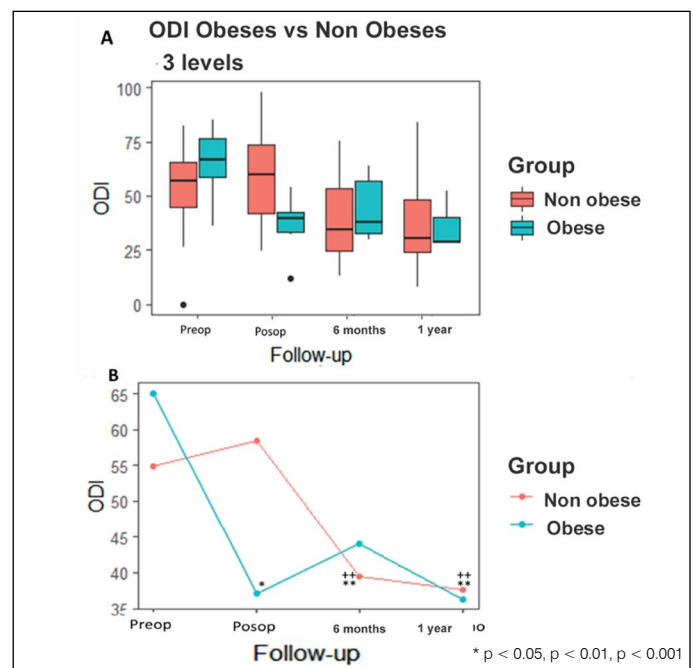 A
ODI Obeses vs Non Obeses
3 levels
100
75
50
25
0
ODI
Preop
Posop
6 months
1 year
Follow-up
Group
Non obese
Obese
B
65
60
55
50
45
40
35
ODI
*
++
**
++
**
Preop
Posop
6 months
1 year
Follow-up
Group
Non obese
Obese
* p < 0.05, p < 0.01, p < 0.001